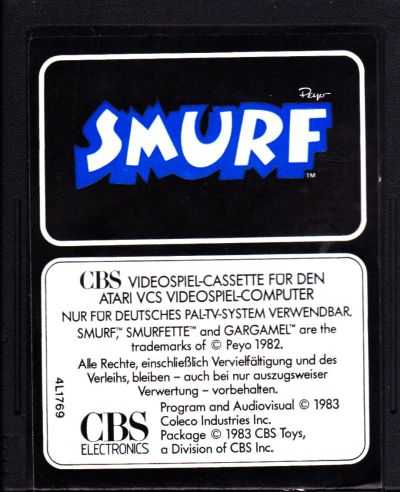 Peyo
SMURF
TM
CBS VIDEOSPIEL-CASSETTE FÜR DEN
ATARI VCS VIDEOSPIEL-COMPUTER
NUR FÜR DEUTSCHES PAL-TV-SYSTEM VERWENDBAR.
SMURF,™ SMURFETTE™ and GARGAMEL™ are the
trademarks of © Peyo 1982.
Alle Rechte, einschließlich Vervielfältigung und des
Verleihs, bleiben – auch bei nur auszugsweiser
Verwertung – vorbehalten.
4L1769
CBS
ELECTRONICS
Program and Audiovisual © 1983
Coleco Industries Inc.
Package © 1983 CBS Toys,
a Division of CBS Inc.